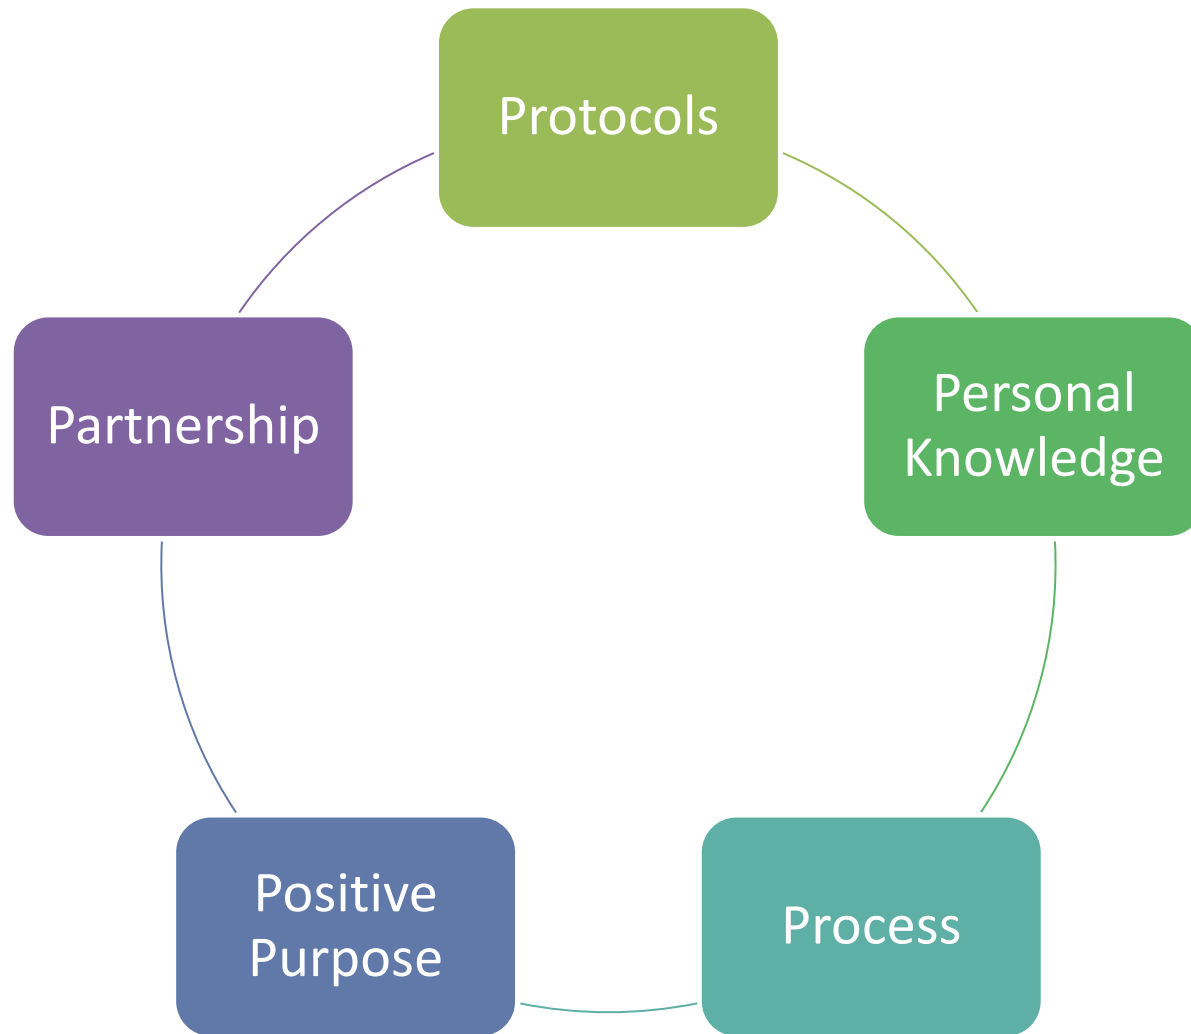 Protocols
Personal
Knowledge
Process
Positive
Purpose
Partnership